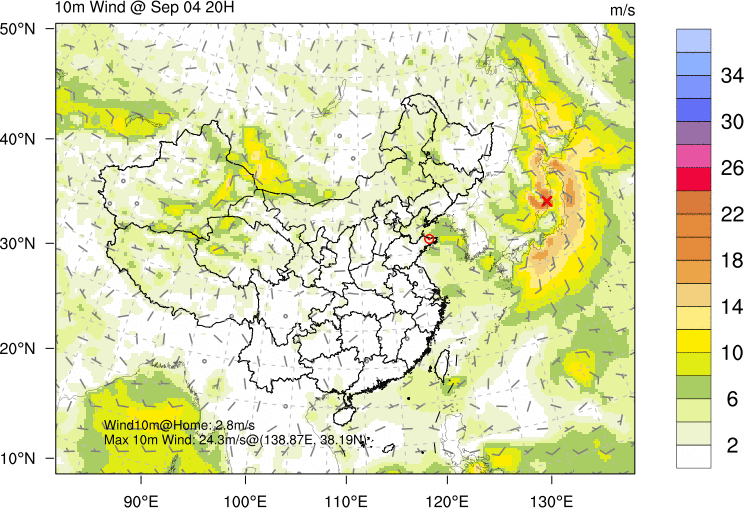 10m Wind @ Sep 04 20H
m/s
50°N
40°N
30°N
20°N
10°N
90°E
100°E
110°E
120°E
130°E
34
30
26
22
18
14
10
6
2
Wind10m@Home: 2.8m/s
Max 10m Wind: 24.3m/s@(138.87E, 38.19N)